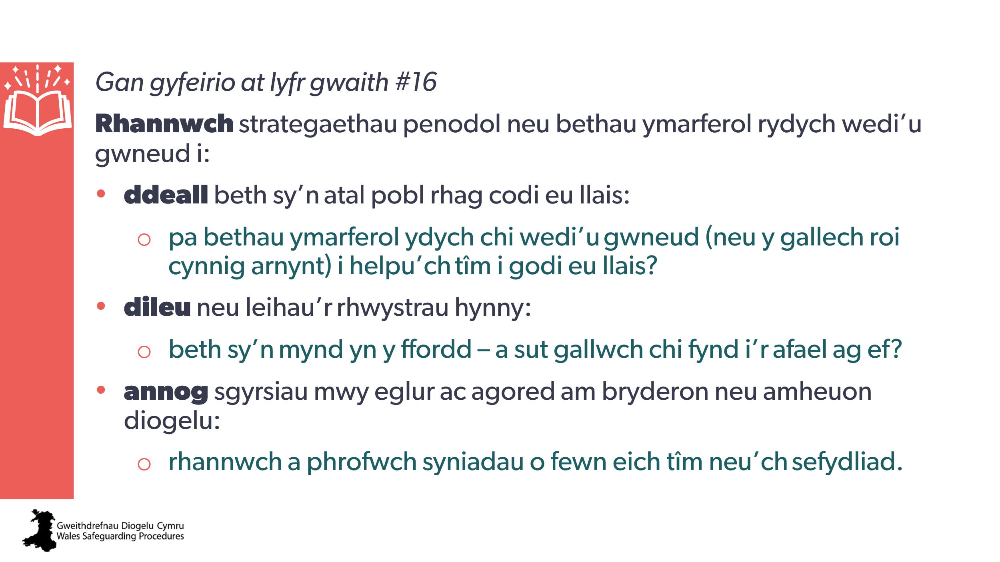 Gan gyfeirio at lyfr gwaith #16
Rhannwch strategaethau penodol neu bethau ymarferol rydych wedi’u
gwneud i:
• ddeall beth sy’n atal pobl rhag codi eu llais:
○ pa bethau ymarferol ydych chi wedi’u gwneud (neu y gallech roi
cynnig arnynt) i helpu’ch tîm i godi eu llais?
• dileu neu leihau’r rhwystrau hynny:
○ beth sy’n mynd yn y ffordd – a sut gallwch chi fynd i’r afael ag ef?
• annog sgyrsiau mwy eglur ac agored am bryderon neu amheuon
diogelu:
○ rhannwch a phrofwch syniadau o fewn eich tîm neu’ch sefydliad.
Gweithdrefnau Diogelu Cymru
Wales Safeguarding Procedures